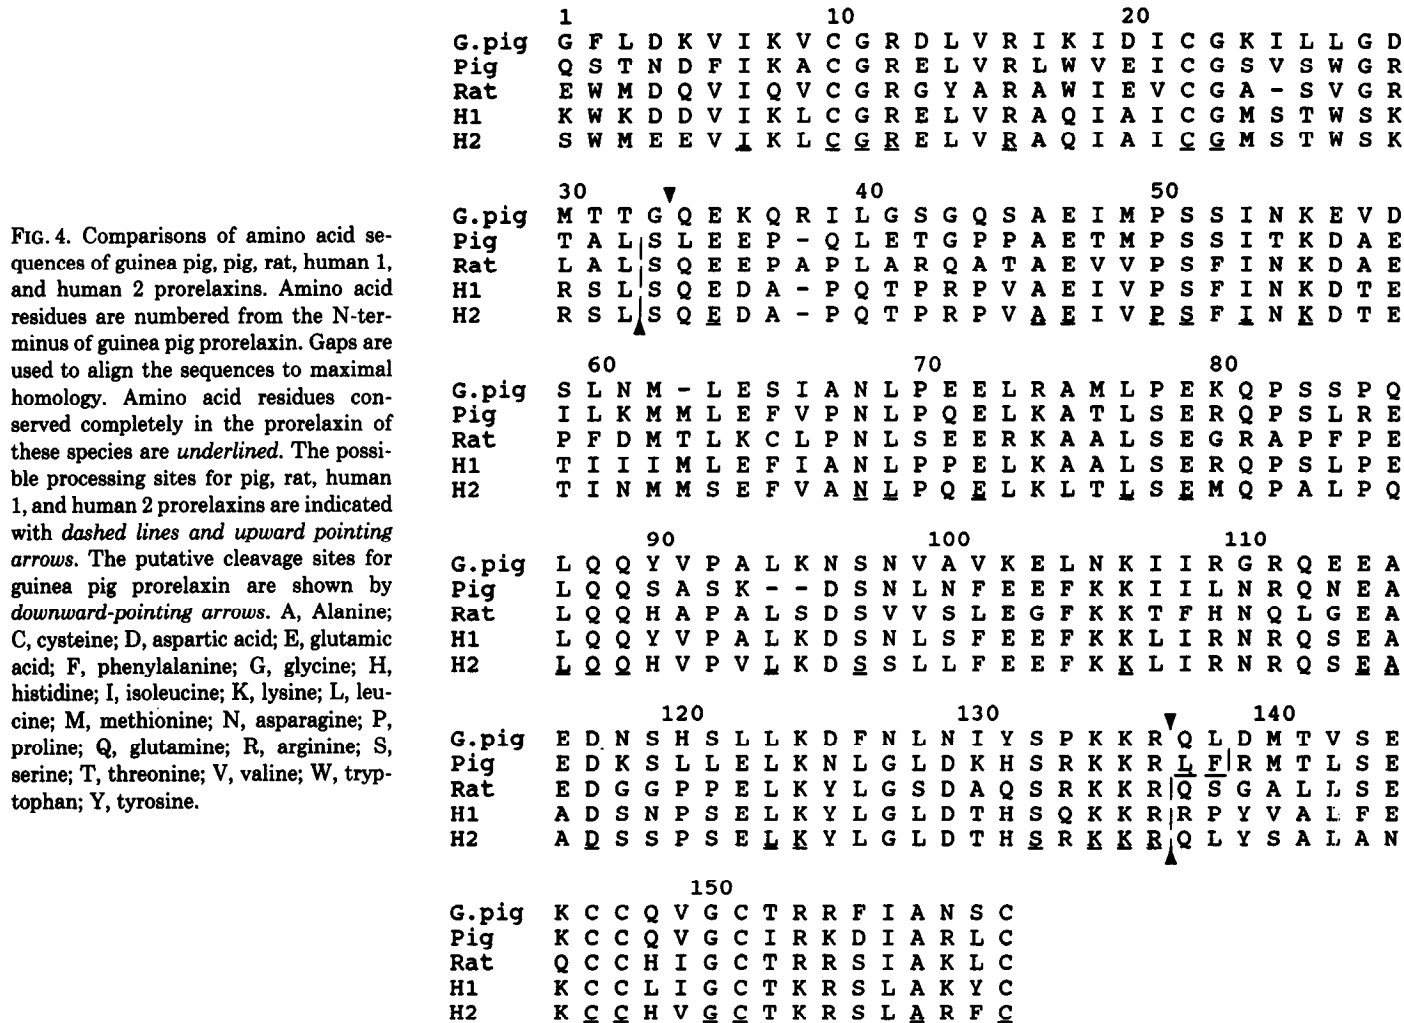 FIG. 4. Comparisons of amino acid se-
quences of guinea pig, pig, rat, human 1,
and human 2 prorelaxins. Amino acid
residues are numbered from the N-ter-
minus of guinea pig prorelaxin. Gaps are
used to align the sequences to maximal
homology. Amino acid residues con-
served completely in the prorelaxin of
these species are underlined. The possi-
ble processing sites for pig, rat, human
1, and human 2 prorelaxins are indicated
with dashed lines and upward pointing
arrows. The putative cleavage sites for
guinea pig prorelaxin are shown by
downward-pointing arrows. A, Alanine;
C, cysteine; D, aspartic acid; E, glutamic
acid; F, phenylalanine; G, glycine; H,
histidine; I, isoleucine; K, lysine; L, leu-
cine; M, methionine; N, asparagine; P,
proline; Q, glutamine; R, arginine; S,
serine; T, threonine; V, valine; W, tryp-
tophan; Y, tyrosine.
1 10 20
G.pig G F L D K V I K V C G R D L V R I K I D I C G K I L L G D
Pig Q S T N D F I K A C G R E L V R L W V E I C G S V S W G R
Rat E W M D Q V I Q V C G R G Y A R A W I E V C G A - S V G R
H1 K W K D D V I K L C G R E L V R A Q I A I C G M S T W S K
H2 S W M E E V I K L C G R E L V R A Q I A I C G M S T W S K
30 40 50
G.pig M T T G Q E K Q R I L G S G Q S A E I M P S S I N K E V D
Pig T A L S L E E P - Q L E T G P P A E T M P S S I T K D A E
Rat L A L S Q E E P A P L A R Q A T A E V V P S F I N K D A E
H1 R S L S Q E D A - P Q T P R P V A E I V P S F I N K D T E
H2 R S L S Q E D A - P Q T P R P V A E I V P S F I N K D T E
60 70 80
G.pig S L N M - L E S I A N L P E E L R A M L P E K Q P S S P Q
Pig I L K M M L E F V P N L P Q E L K A T L S E R Q P S L R E
Rat P F D M T L K C L P N L S E E R K A A L S E G R A P F P E
H1 T I I I M L E F I A N L P P E L K A A L S E R Q P S L P E
H2 T I N M M S E F V A N L P Q E L K L T L S E M Q P A L P Q
90 100 110
G.pig L Q Q Y V P A L K N S N V A V K E L N K I I R G R Q E E A
Pig L Q Q S A S K - - D S N L N F E E F K K I I L N R Q N E A
Rat L Q Q H A P A L S D S V V S L E G F K K T F H N Q L G E A
H1 L Q Q Y V P A L K D S N L S F E E F K K L I R N R Q S E A
H2 L Q Q H V P V L K D S S L L F E E F K K L I R N R Q S E A
120 130 140
G.pig E D N S H S L L K D F N L N I Y S P K K R Q L D M T V S E
Pig E D K S L L E L K N L G L D K H S R K K R L F R M T L S E
Rat E D G G P P E L K Y L G S D A Q S R K K R Q S G A L L S E
H1 A D S N P S E L K Y L G L D T H S Q K K R R P Y V A L F E
H2 A D S S P S E L K Y L G L D T H S R K K R Q L Y S A L A N
150
G.pig K C C Q V G C T R R F I A N S C
Pig K C C Q V G C I R K D I A R L C
Rat Q C C H I G C T R R S I A K L C
H1 K C C L I G C T K R S L A K Y C
H2 K C C H V G C T K R S L A R F C